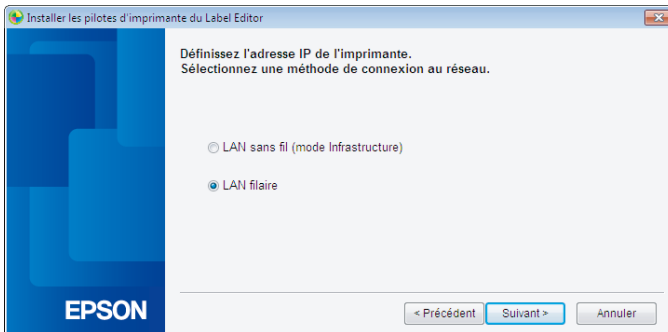 Installer les pilotes d'imprimante du Label Editor
Définissez l'adresse IP de l'imprimante.
Sélectionnez une méthode de connexion au réseau.
LAN sans fil (mode Infrastructure)
LAN filaire
EPSON
< Précédent
Suivant >
Annuler